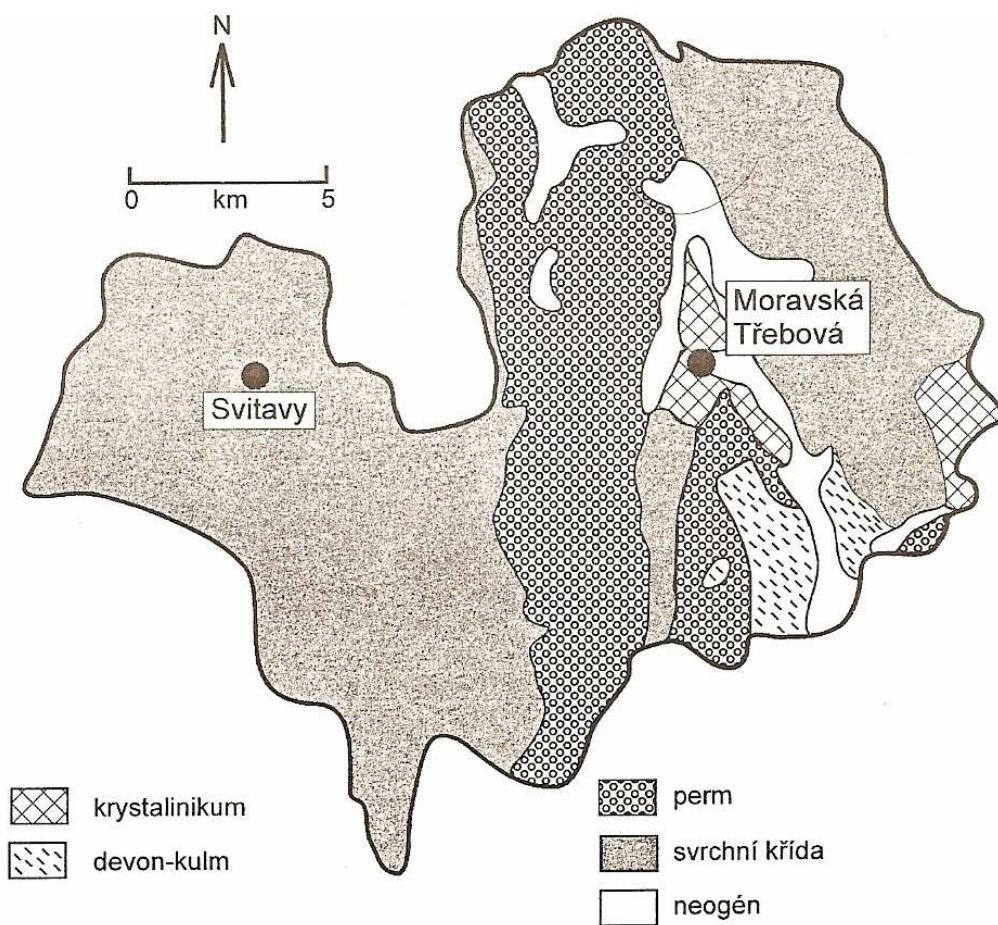 N
0 5
km
Moravská
Třebová
Svitavy
krystalinikum
devon-kulm
perm
svrchní křída
neogén